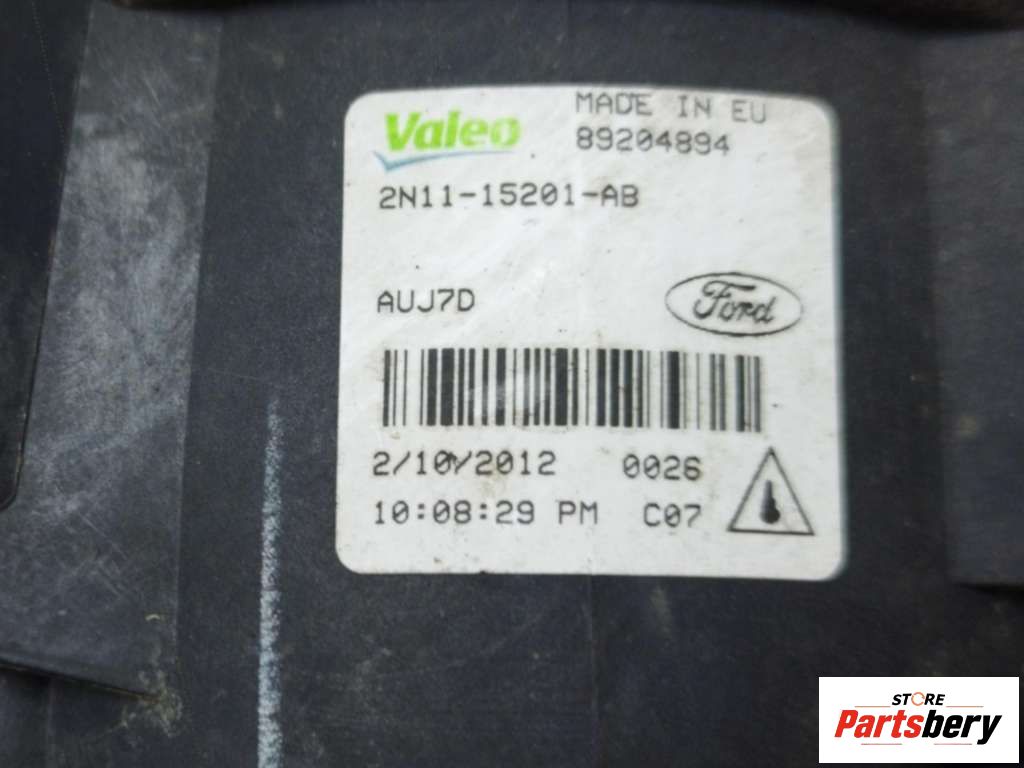 Valeo
MADE IN EU
89204894
2N11-15201-AB
AUJ7D
Ford
2/10/2012 0026
10:08:29 PM C07
STORE
Partsbery